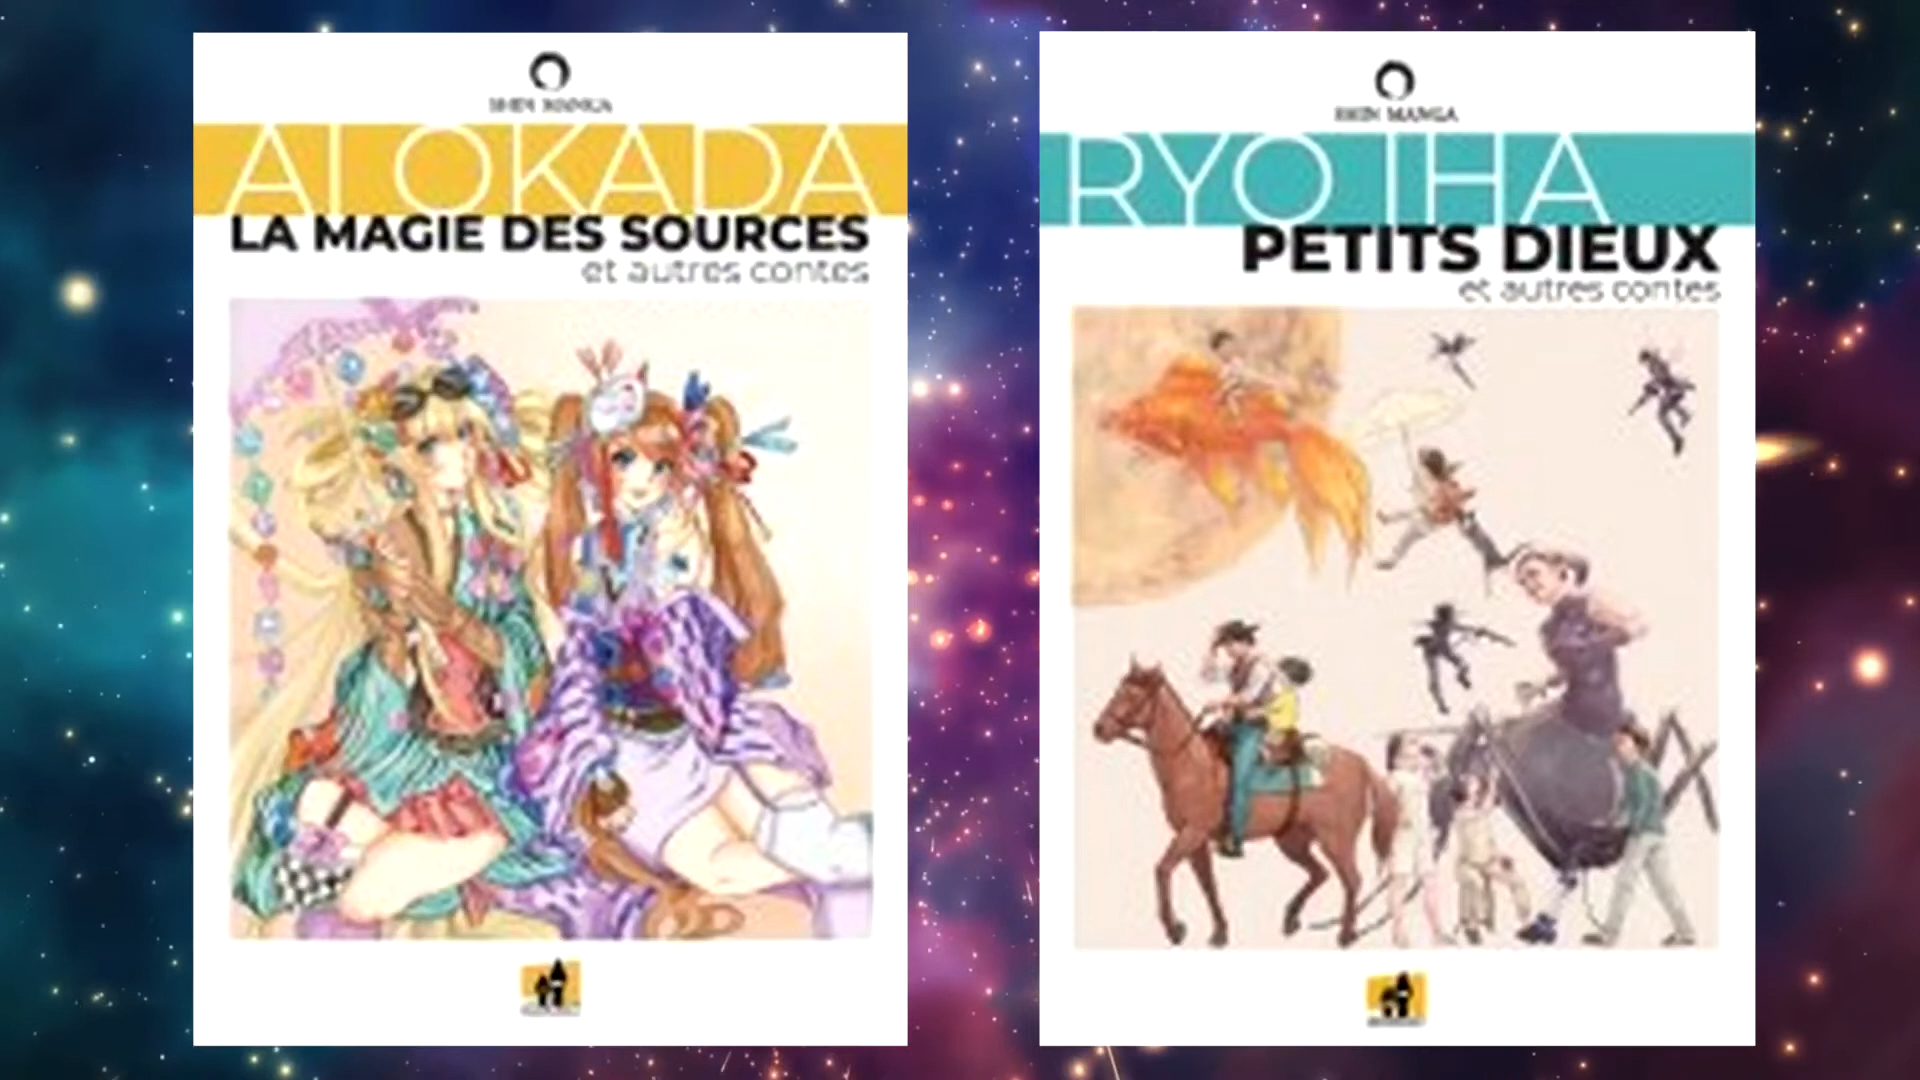 SHIN MANGA
AI OKADA
LA MAGIE DES SOURCES
et autres contes
SHIN MANGA
RYO IHA
PETITS DIEUX
et autres contes